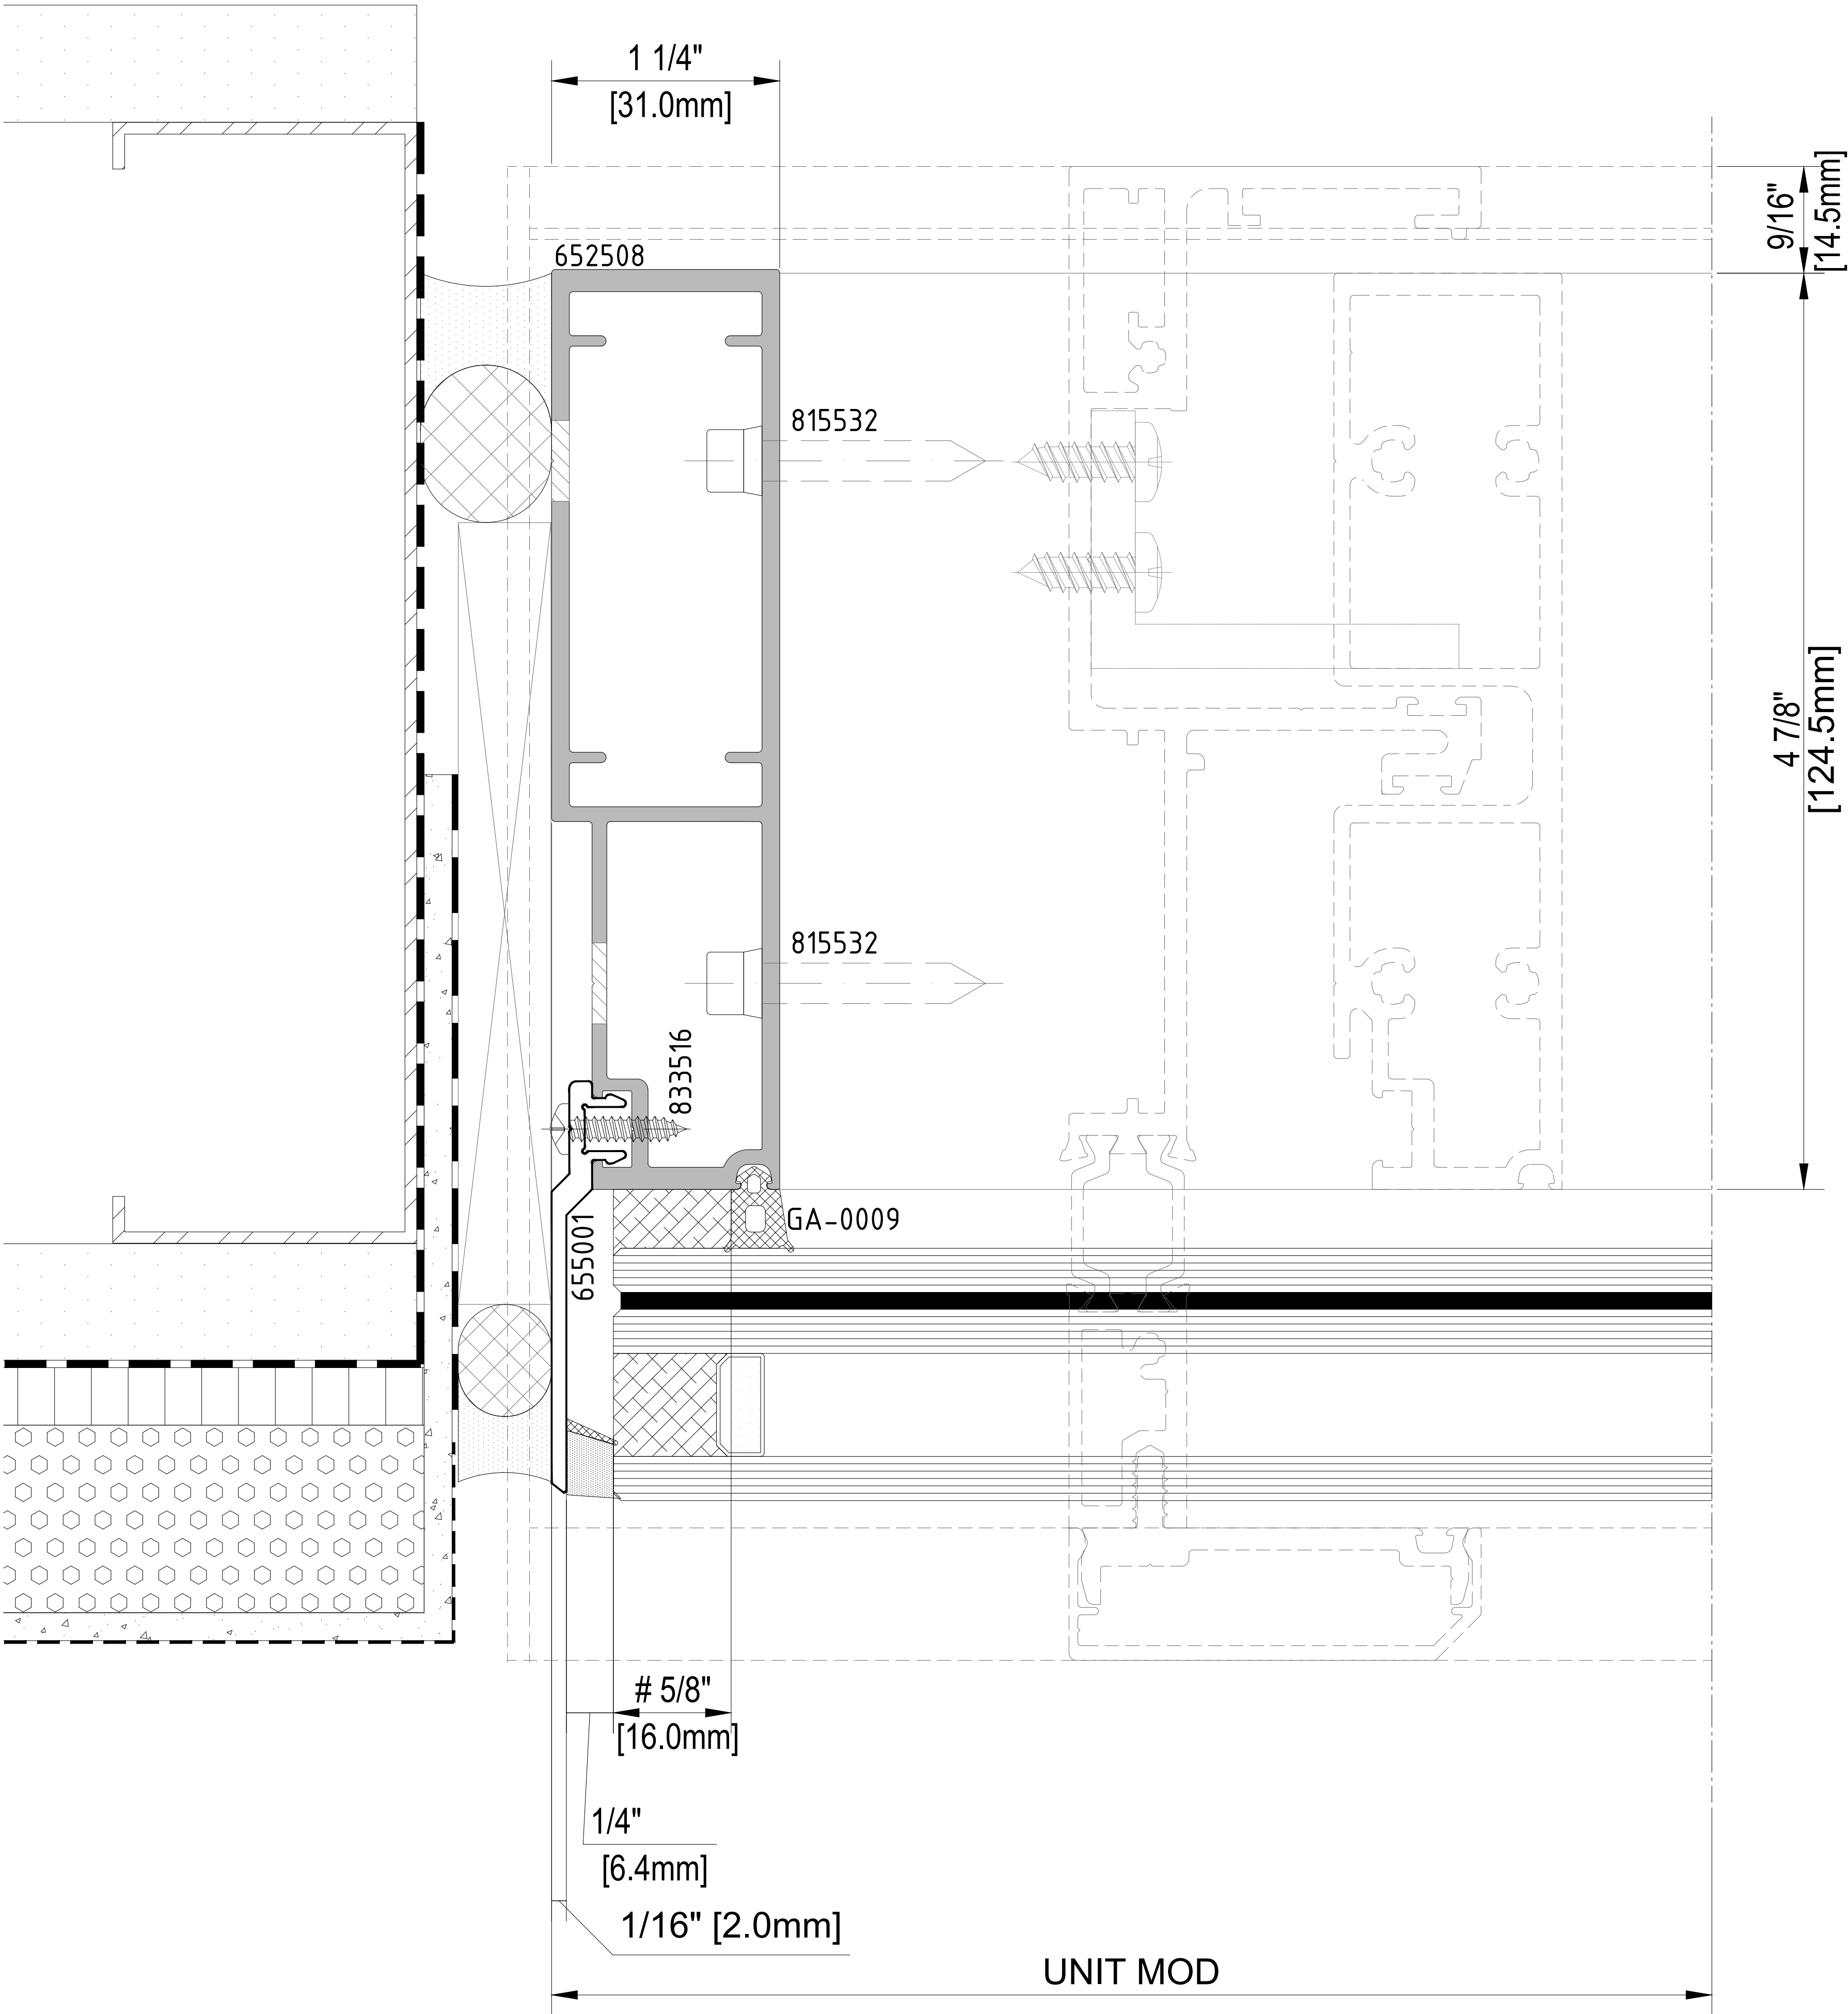 1 1/4"
[31.0mm]
9/16"
[14.5mm]
652508
815532
4 7/8"
[124.5mm]
815532
833516
GA-0009
655001
# 5/8"
[16.0mm]
1/4"
[6.4mm]
1/16" [2.0mm]
UNIT MOD